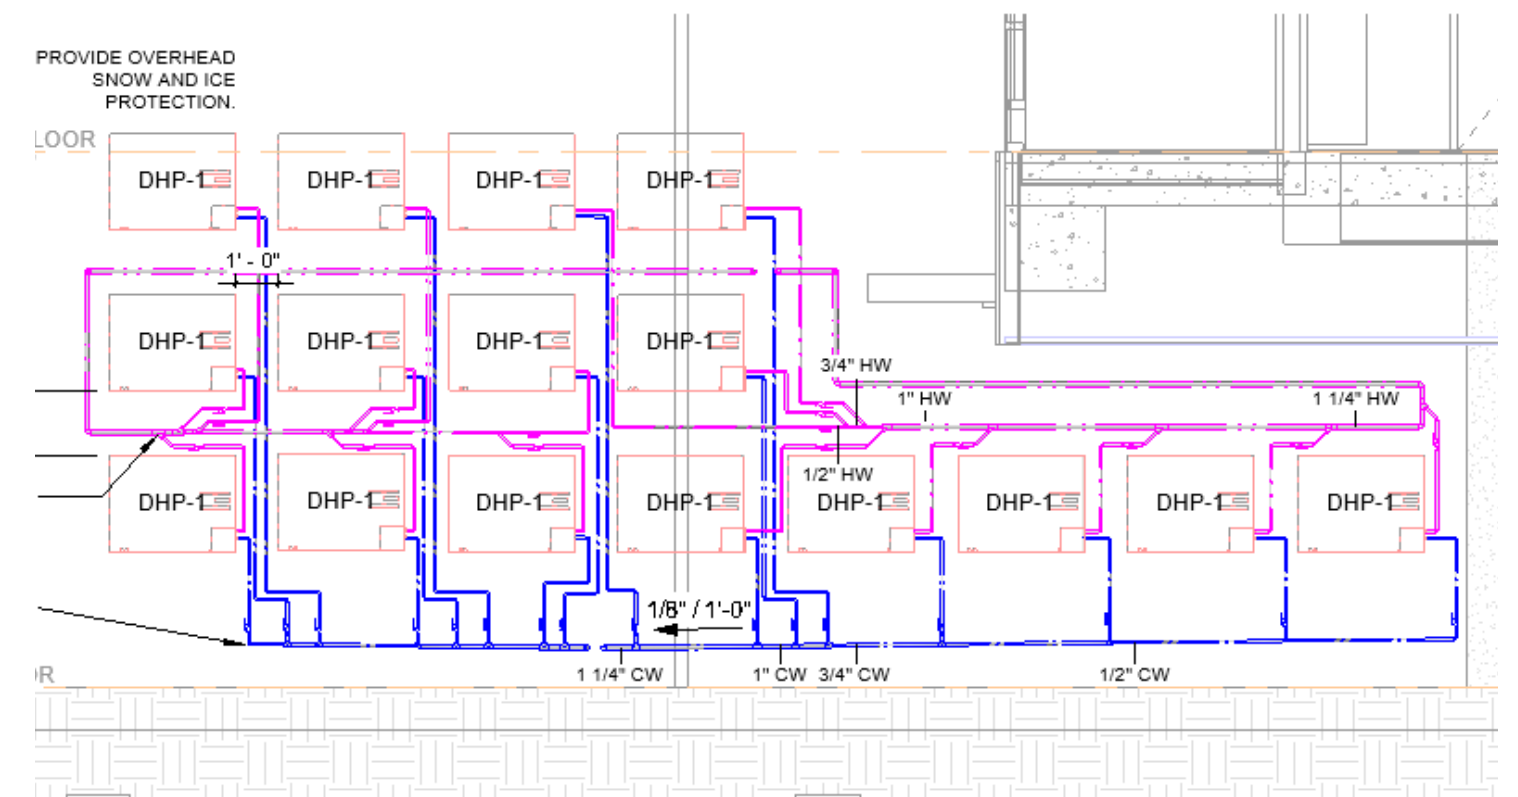 PROVIDE OVERHEAD
SNOW AND ICE
PROTECTION.
LOOR
DHP-1 DHP-1 DHP-1 DHP-1
1' - 0"
DHP-1 DHP-1 DHP-1 DHP-1
3/4" HW
1" HW 1 1/4" HW
1/2" HW
DHP-1 DHP-1 DHP-1 DHP-1 DHP-1 DHP-1 DHP-1 DHP-1
1/8" / 1'-0"
OR
1 1/4" CW 1" CW 3/4" CW 1/2" CW